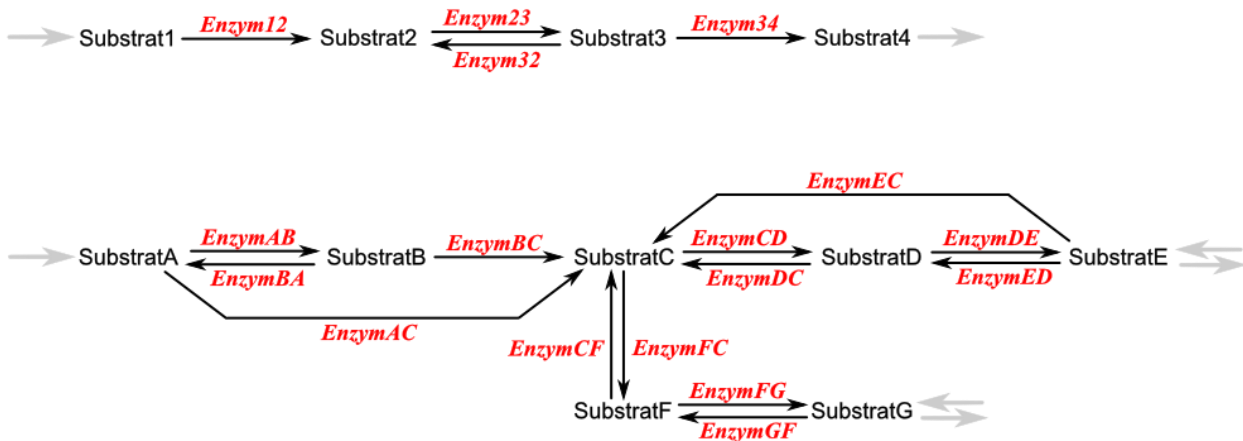 Enzym12 Enzym23
Substrat1 Substrat2 Substrat3 Enzym34 Substrat4
Enzym32
EnzymEC
EnzymAB EnzymBC EnzymCD EnzymDE
SubstratA SubstratB SubstratC SubstratD SubstratE
EnzymBA EnzymDC EnzymED
EnzymAC
EnzymCF EnzymFC
EnzymFG
SubstratF SubstratG
EnzymGF